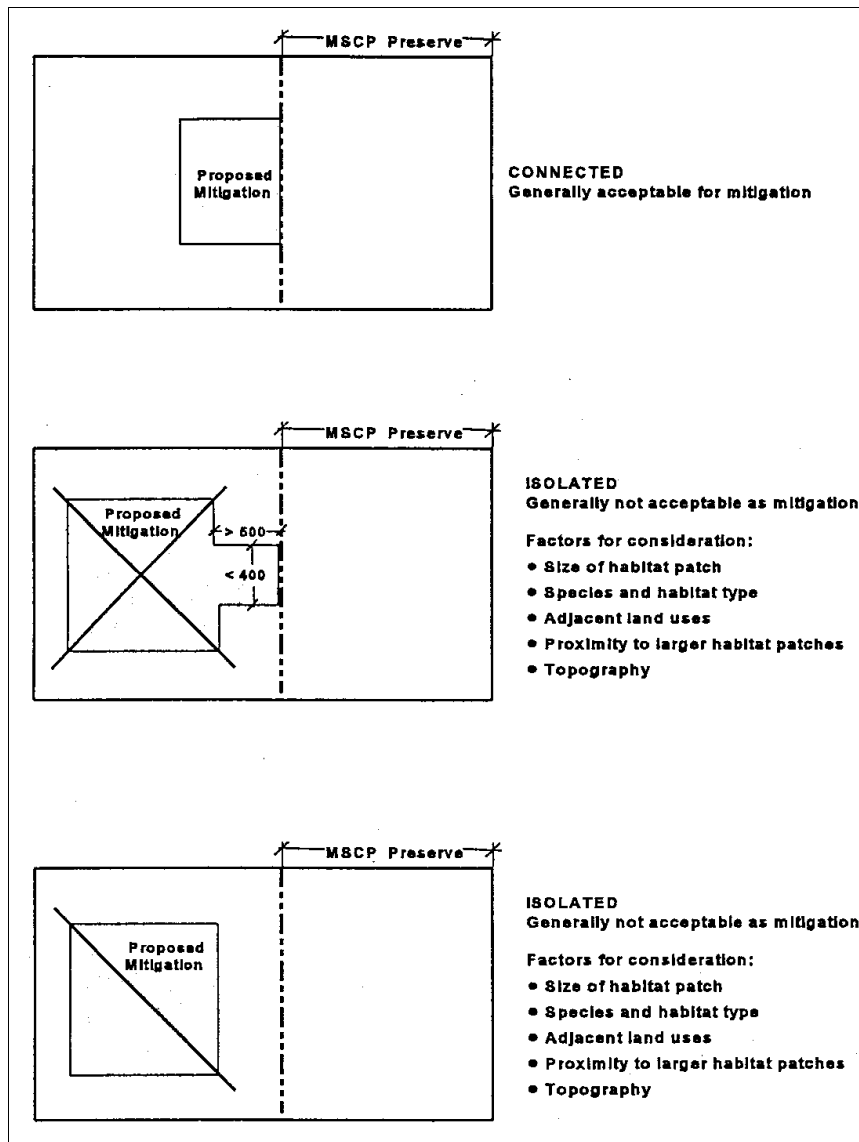 MSCP Preserve
Proposed
Mitigation
CONNECTED
Generally acceptable for mitigation
MSCP Preserve
Proposed
Mitigation
> 500
< 400
ISOLATED
Generally not acceptable as mitigation
Factors for consideration:
● Size of habitat patch
● Species and habitat type
● Adjacent land uses
● Proximity to larger habitat patches
● Topography
MSCP Preserve
Proposed
Mitigation
ISOLATED
Generally not acceptable as mitigation
Factors for consideration:
● Size of habitat patch
● Species and habitat type
● Adjacent land uses
● Proximity to larger habitat patches
● Topography